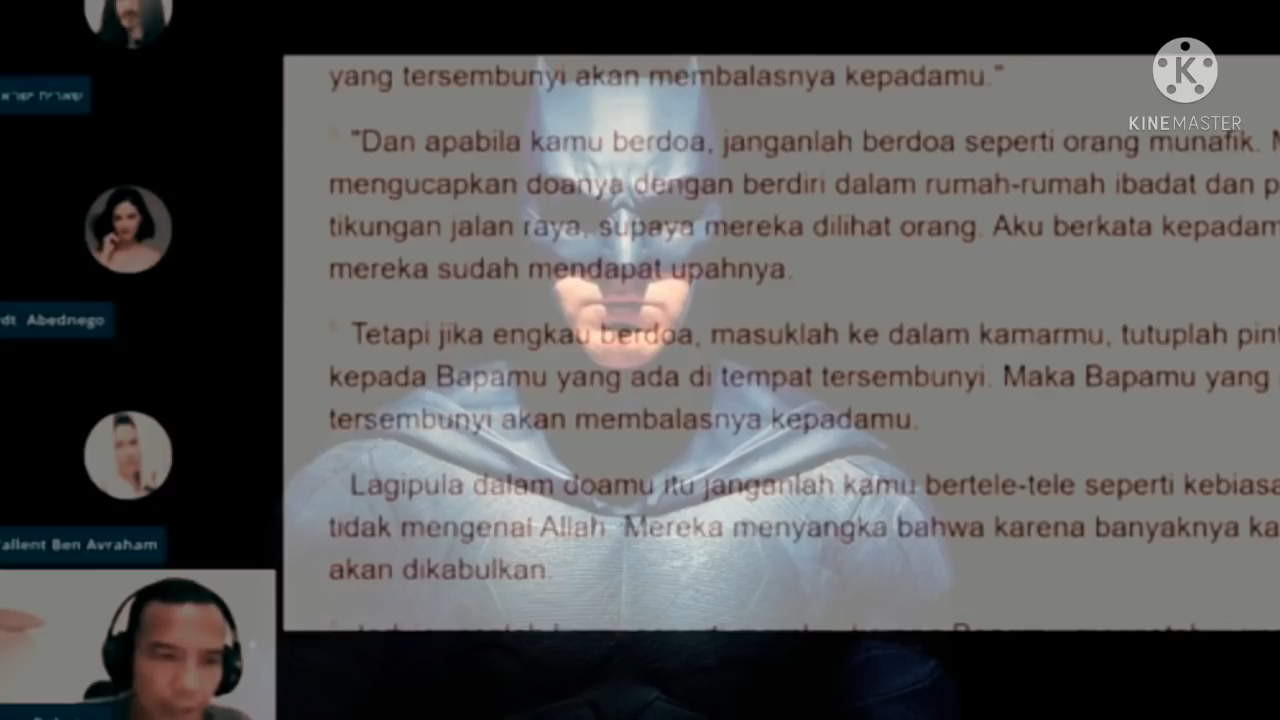 yang tersembunyi akan membalasnya kepadamu."
"Dan apabila kamu berdoa, janganlah berdoa seperti orang munafik.
mengucapkan doanya dengan berdiri dalam rumah-rumah ibadat dan
tikungan jalan raya, supaya mereka dilihat orang. Aku berkata
mereka sudah mendapat upahnya.
Tetapi jika engkau berdoa, masuklah ke dalam kamarmu, tutuplah
kepada Bapamu yang ada di tempat tersembunyi. Maka Bapamu yang
tersembunyi akan membalasnya kepadamu.
Lagipula dalam doamu itu janganlah kamu bertele-tele seperti
tidak mengenal Allah. Mereka menyangka bahwa karena banyaknya
akan dikabulkan.
KINEMASTER
Abednego
Ben Avraham